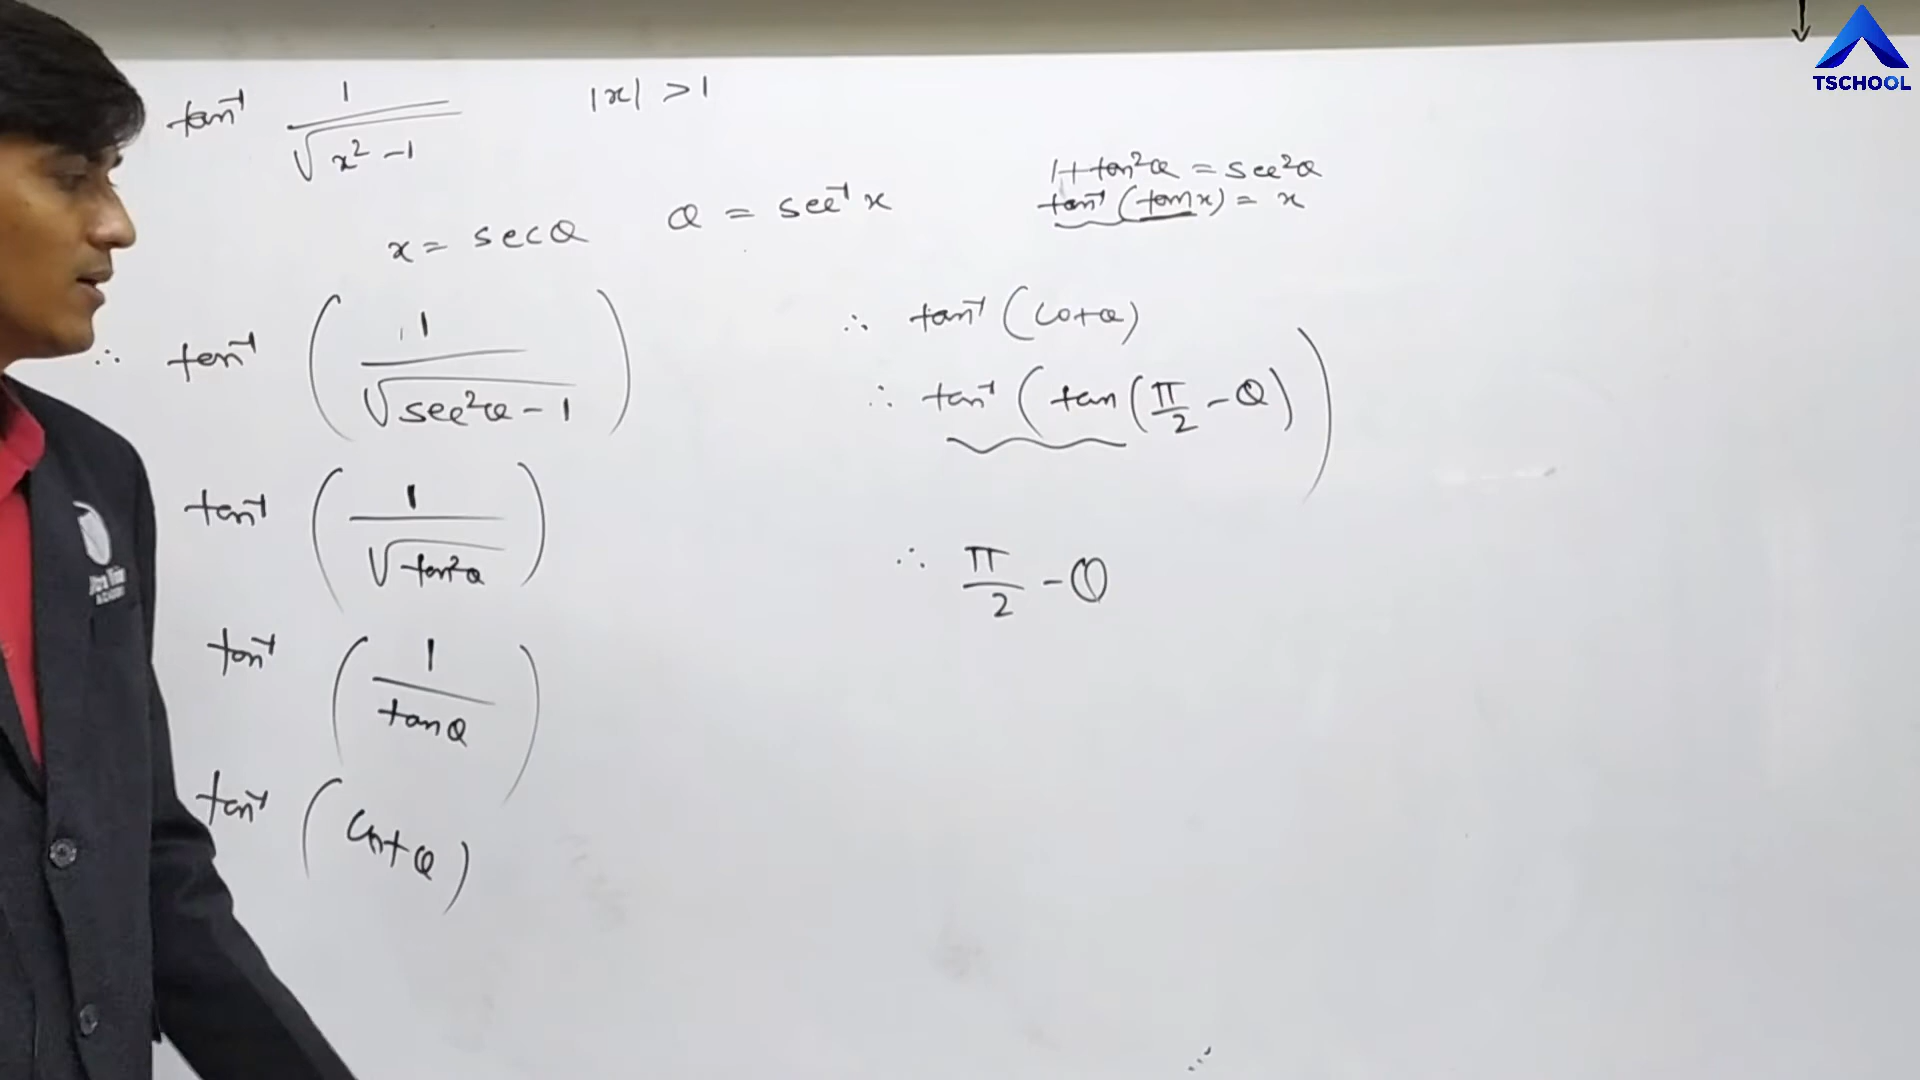 tan⁻¹ 1/√(x² - 1) |x| > 1
x = secθ θ = sec⁻¹ x
1 + tan²θ = sec²θ
tan⁻¹ (tan x) = x
∴ tan⁻¹ ( 1/√(sec²θ - 1) )
tan⁻¹ ( 1/√(tan²θ) )
tan⁻¹ ( 1/tanθ )
tan⁻¹ ( cotθ )
∴ tan⁻¹ (cotθ)
∴ tan⁻¹ ( tan ( π/2 - θ ) )
∴ π/2 - θ
TSCHOOL